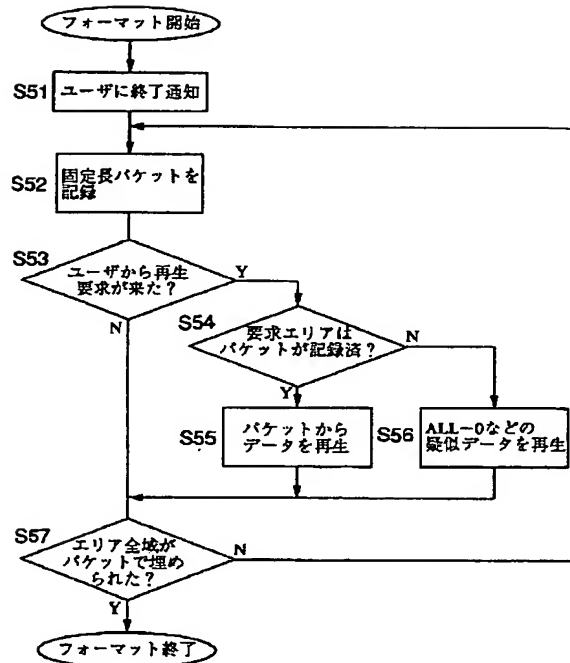 フォーマット開始
S51
ユーザに終了通知
S52
固定長パケットを
記録
S53
ユーザから再生
要求が来た?
Y
N
S54
要求エリアは
パケットが記録済?
N
Y
S55
パケットから
データを再生
S56
ALL-0などの
疑似データを再生
S57
エリア全域が
パケットで埋め
られた?
N
Y
フォーマット終了